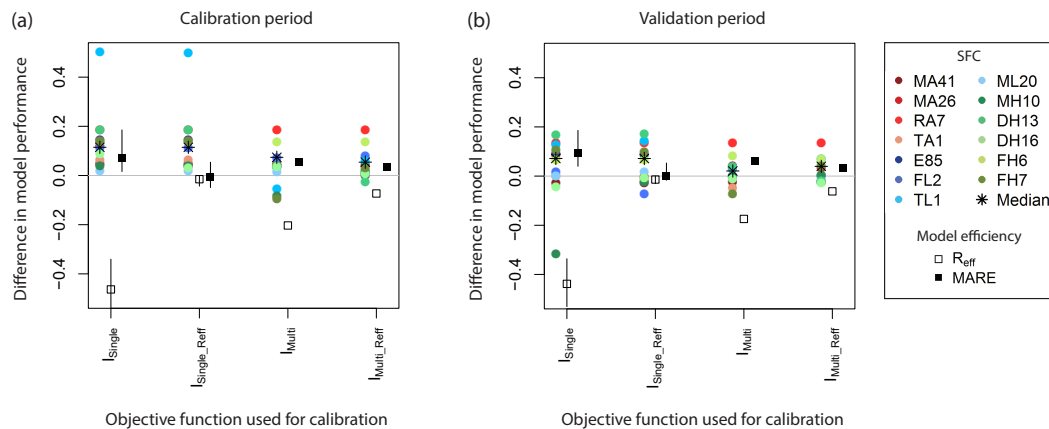 (a) Calibration period
Difference in model performance
0.4
0.2
0.0
−0.2
−0.4
I_Single
I_Single_Reff
I_Multi
I_Multi_Reff
Objective function used for calibration
(b) Validation period
Difference in model performance
0.4
0.2
0.0
−0.2
−0.4
I_Single
I_Single_Reff
I_Multi
I_Multi_Reff
Objective function used for calibration
SFC
MA41 ML20
MA26 MH10
RA7 DH13
TA1 DH16
E85 FH6
FL2 FH7
TL1 Median
Model efficiency
R_eff
MARE